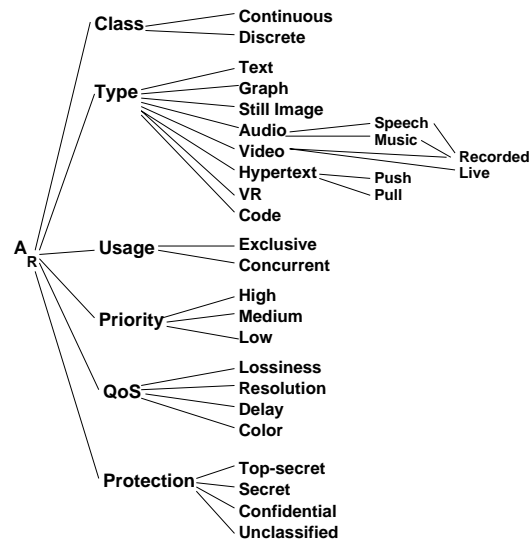 Class
Continuous
Discrete
Type
Text
Graph
Still Image
Audio
Speech
Music
Video
Recorded
Live
Hypertext
Push
Pull
VR
Code
A R
Usage
Exclusive
Concurrent
Priority
High
Medium
Low
QoS
Lossiness
Resolution
Delay
Color
Protection
Top-secret
Secret
Confidential
Unclassified